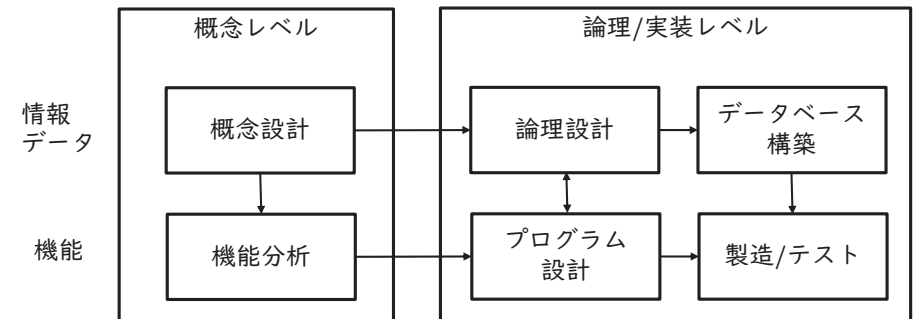 概念レベル
論理/実装レベル
情報
データ
概念設計
論理設計
データベース
構築
機能
機能分析
プログラム
設計
製造/テスト